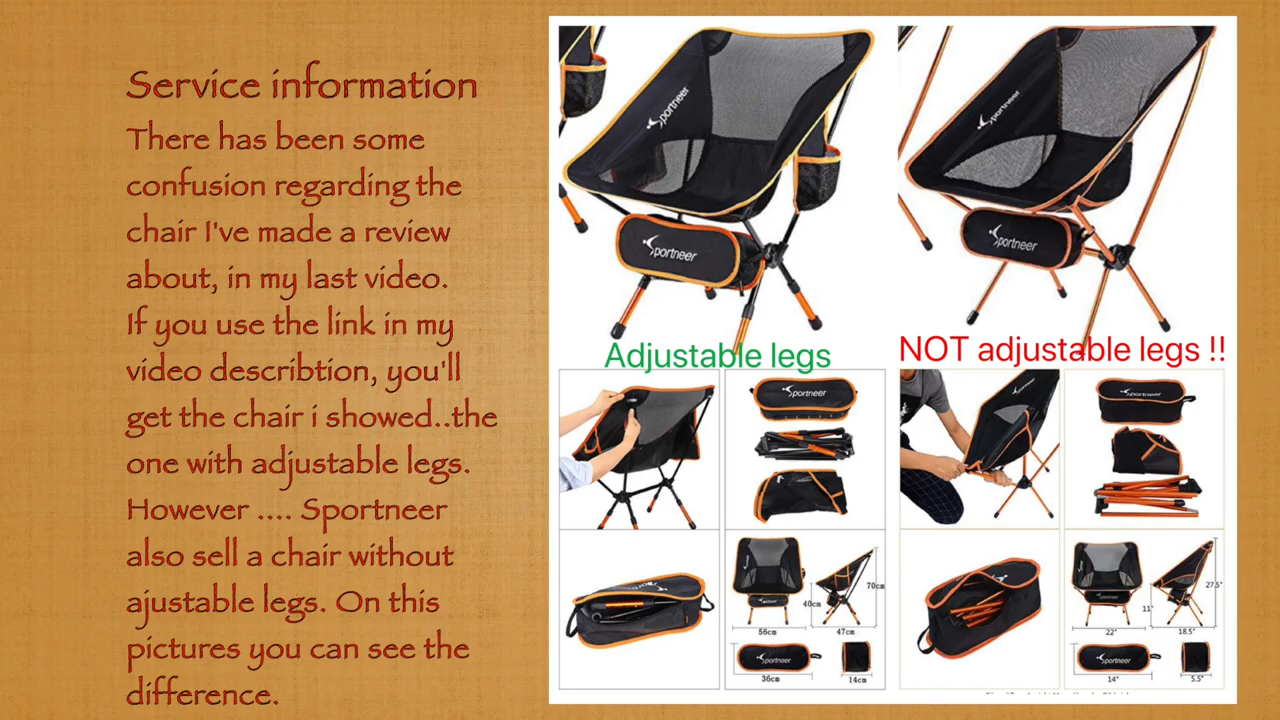 Service information
There has been some
confusion regarding the
chair I've made a review
about, in my last video.
If you use the link in my
video describtion, you'll
get the chair i showed..the
one with adjustable legs.
However .... Sportneer
also sell a chair without
ajustable legs. On this
pictures you can see the
difference.
Sportneer
Sportneer
Adjustable legs
Sportneer
70cm
40cm
56cm
47cm
Sportneer
36cm
14cm
Sportneer
Sportneer
NOT adjustable legs !!
Sportneer
27.5"
11"
22"
18.5"
Sportneer
14"
5.5"